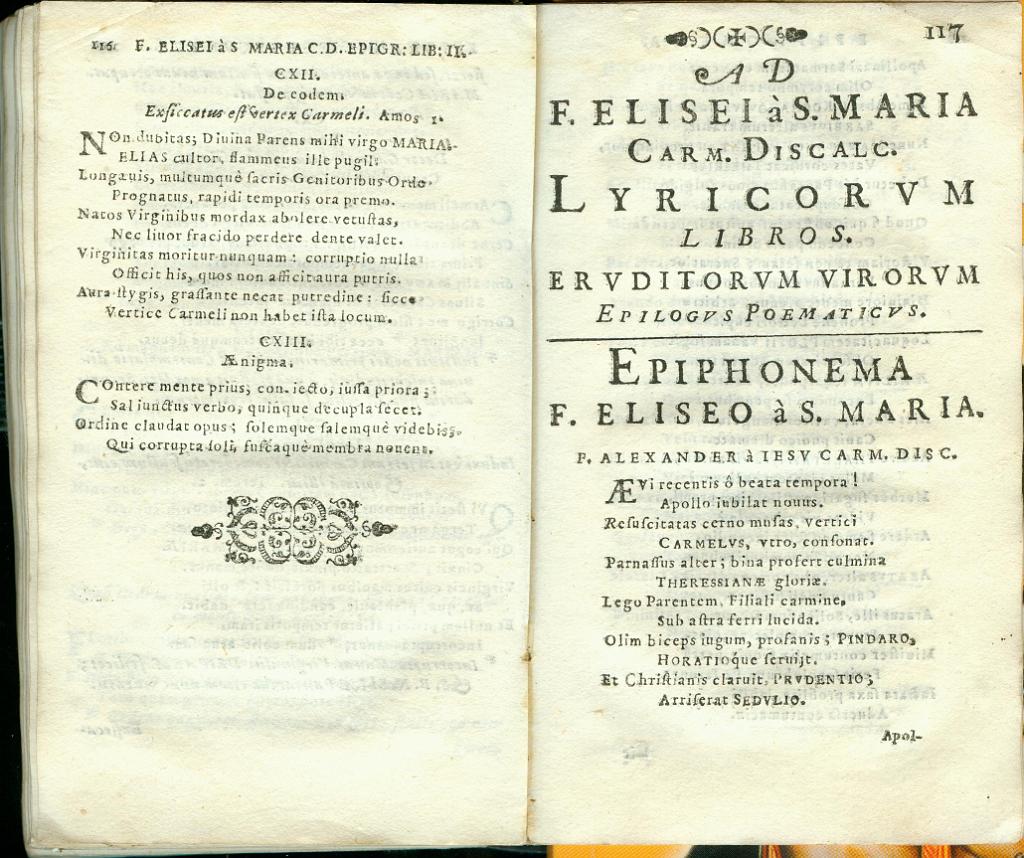 116 F. ELISEI à S MARIA C. D. EPIGR: LIB: II.
CXII.
De eodem.
Exsiccatus est vertex Carmeli. Amos 1.
NOn dubitas; Diuina Parens mihi virgo MARIA:
ELIAS cultor, flammeus ille pugil:
Longæuis, multumquè sacris Genitoribus Ordo.
Prognatus, rapidi temporis ora premo.
Natos Virginibus mordax abolere vetustas,
Nec liuor fracido perdere dente valet.
Virginitas moritur nunquam: corruptio nulla:
Officit his, quos non afficit aura putris.
Aura stygis, grassante necat putredine: sicco
Vertice Carmeli non habet ista locum.
CXIII.
Ænigma.
COntere mente prius; con. iecto, iussa priora;
Sal iunctus verbo, quinque decupla secet.
Ordine claudat opus; solemque salemquè videbis,
Qui corrupta soli, fuscaquè membra nouent.
117
AD
F. ELISEI à S. MARIA
CARM. DISCALC.
LYRICORVM
LIBROS.
ERVDITORVM VIRORVM
EPILOGVS POEMATICVS.
EPIPHONEMA
F. ELISEO à S. MARIA.
F. ALEXANDER à IESV CARM. DISC.
ÆVi recentis ô beata tempora!
Apollo iubilat nouus.
Resuscitatas cerno musas, vertici
CARMELVS, vtro, consonat.
Parnassus alter; bina profert culmina
THERESSIANÆ gloriæ.
Lego Parentem, Filiali carmine,
Sub astra ferri lucida.
Olim biceps iugum, profanis; PINDARO,
HORATIOque seruijt.
Et Christianis claruit, PRVDENTIO;
Arriserat SEDVLIO.
Apol-